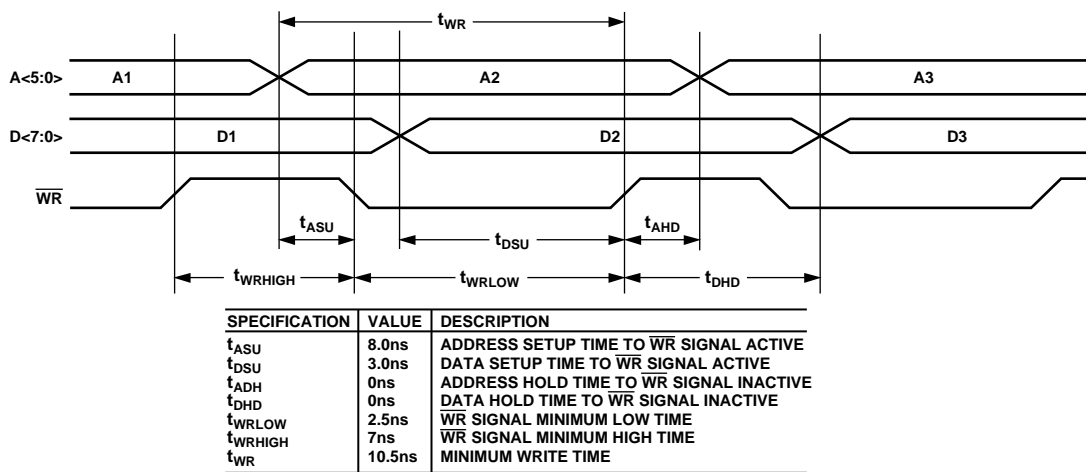 tWR
A<5:0> A1 A2 A3
D<7:0> D1 D2 D3
WR
tASU tDSU tAHD
tWRHIGH tWRLOW tDHD
SPECIFICATION VALUE DESCRIPTION
tASU 8.0ns ADDRESS SETUP TIME TO WR SIGNAL ACTIVE
tDSU 3.0ns DATA SETUP TIME TO WR SIGNAL ACTIVE
tADH 0ns ADDRESS HOLD TIME TO WR SIGNAL INACTIVE
tDHD 0ns DATA HOLD TIME TO WR SIGNAL INACTIVE
tWRLOW 2.5ns WR SIGNAL MINIMUM LOW TIME
tWRHIGH 7ns WR SIGNAL MINIMUM HIGH TIME
tWR 10.5ns MINIMUM WRITE TIME